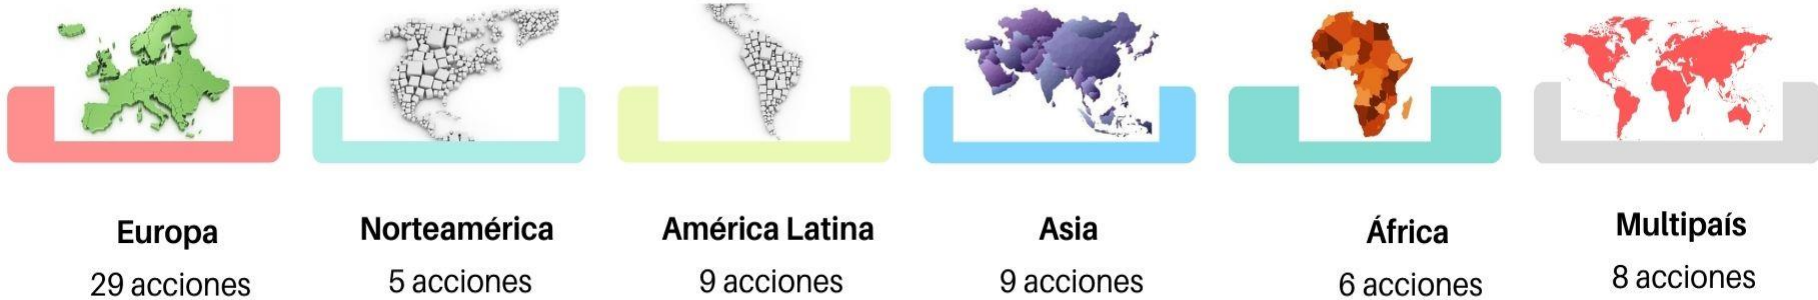 Europa
29 acciones
Norteamérica
5 acciones
América Latina
9 acciones
Asia
9 acciones
África
6 acciones
Multipaís
8 acciones